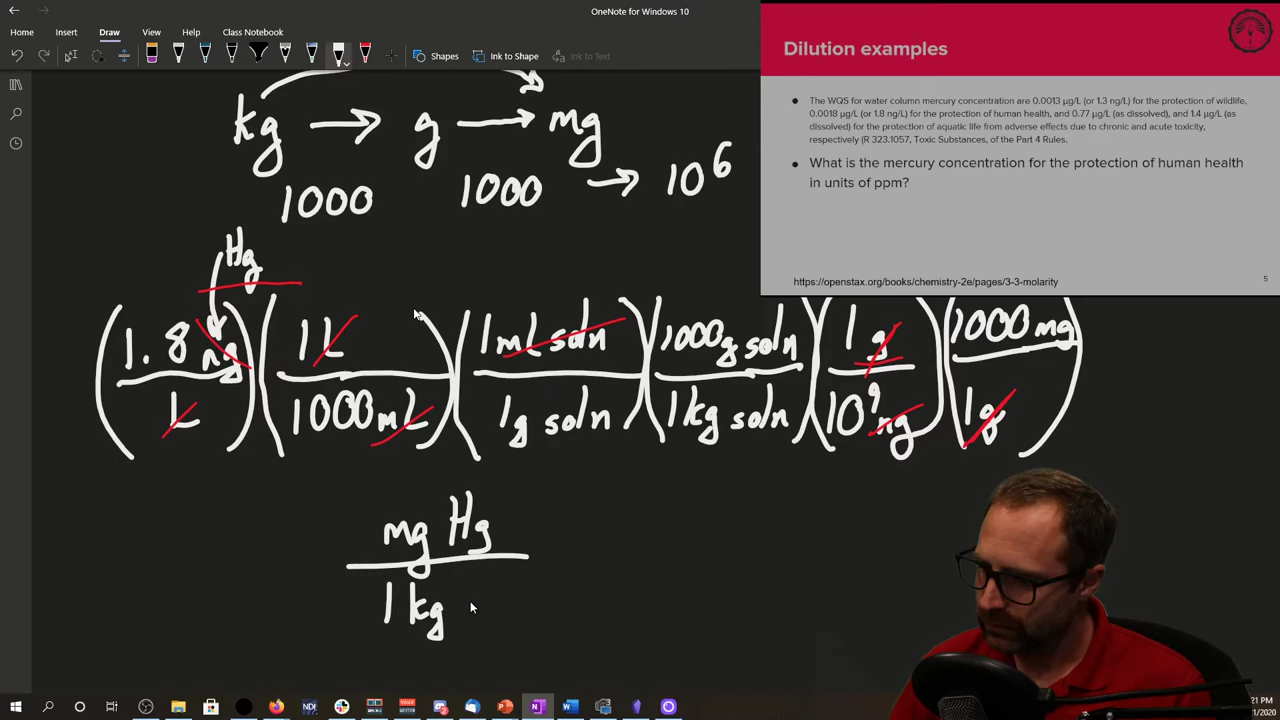 OneNote for Windows 10
Home Insert Draw View Help Class Notebook
Shapes Ink to Shape Ink to Text
Dilution examples
The WQS for water column mercury concentration are 0.0013 µg/L (or 1.3 ng/L) for the protection of wildlife,
0.0018 µg/L (or 1.8 ng/L) for the protection of human health, and 0.77 µg/L (as dissolved), and 1.4 µg/L (as
dissolved) for the protection of aquatic life from adverse effects due to chronic and acute toxicity,
respectively (R 323.1057, Toxic Substances, of the Part 4 Rules.
What is the mercury concentration for the protection of human health
in units of ppm?
https://openstax.org/books/chemistry-2e/pages/3-3-molarity
5
kg → g → mg
1000 1000 → 10⁶
Hg
(1.8 ng) (1 L) (1 mL soln) (1000 g soln) (1 g) (1000 mg)
L 1000 mL 1g soln 1 kg soln 10⁹ ng 1g
mg Hg
1 kg